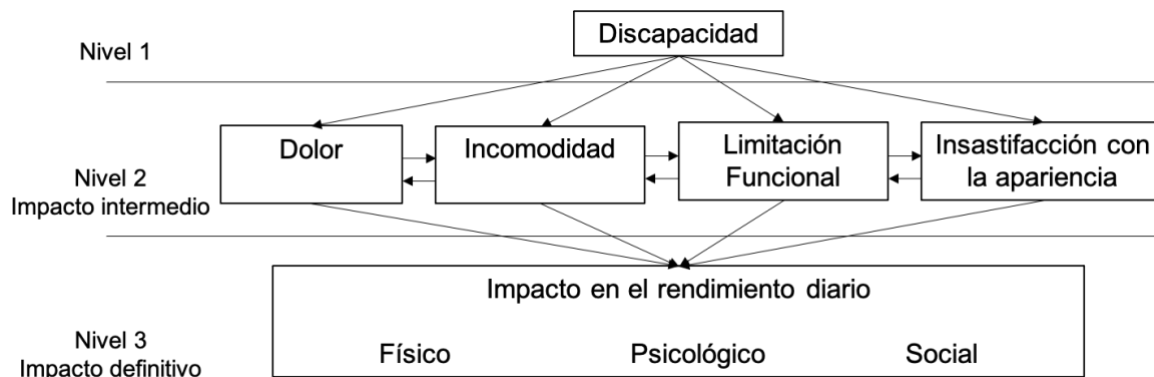 Discapacidad
Nivel 1
Dolor
Incomodidad
Limitación
Funcional
Insastifacción con
la apariencia
Nivel 2
Impacto intermedio
Impacto en el rendimiento diario
Nivel 3
Impacto definitivo
Físico
Psicológico
Social